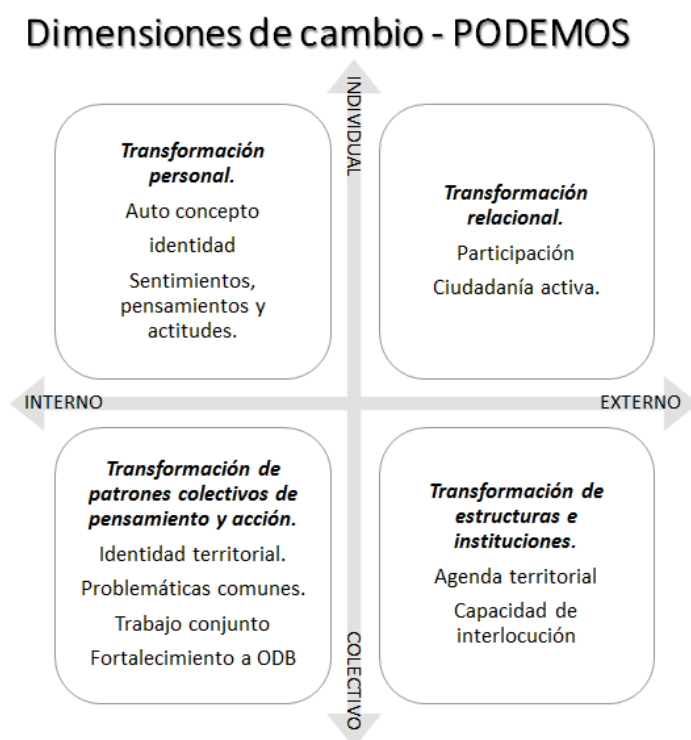 Dimensiones de cambio - PODEMOS
INDIVIDUAL
Transformación
personal.
Auto concepto
identidad
Sentimientos,
pensamientos y
actitudes.
Transformación
relacional.
Participación
Ciudadanía activa.
INTERNO
EXTERNO
Transformación de
patrones colectivos de
pensamiento y acción.
Identidad territorial.
Problemáticas comunes.
Trabajo conjunto
Fortalecimiento a ODB
Transformación de
estructuras e
instituciones.
Agenda territorial
Capacidad de
interlocución
COLECTIVO